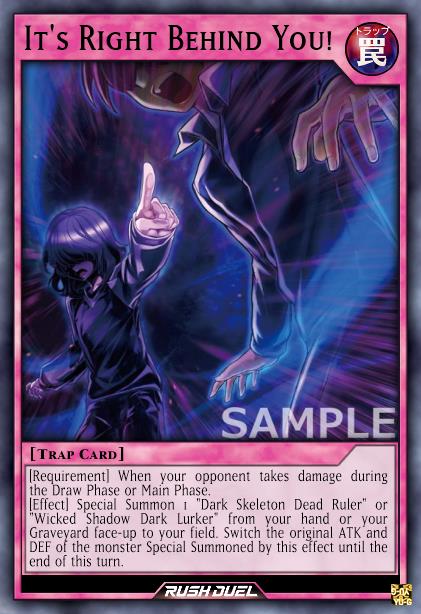 It's Right Behind You!
トラップ
罠
SAMPLE
[Trap Card]
[Requirement] When your opponent takes damage during
the Draw Phase or Main Phase.
[Effect] Special Summon 1 "Dark Skeleton Dead Ruler" or
"Wicked Shadow Dark Lurker" from your hand or your
Graveyard face-up to your field. Switch the original ATK and
DEF of the monster Special Summoned by this effect until the
end of this turn.
RUSH DUEL